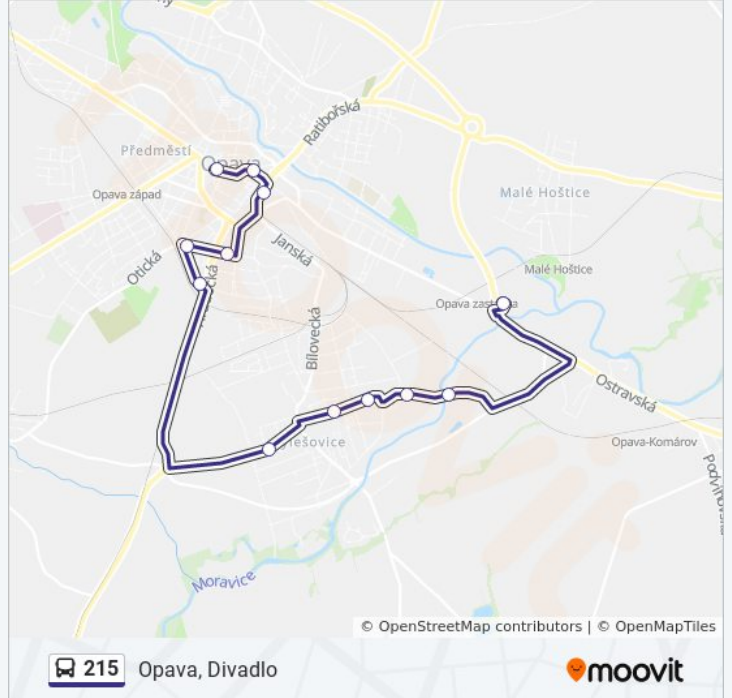 Ratibořská
Předměstí
Opava
Opava západ
Malé Hoštice
Janská
Otická
Malé Hoštice
Opava zast
Bílovecká
Ostravská
Opava-Komárov
Moravice
© OpenStreetMap contributors | © OpenMapTiles
215 Opava, Divadlo
moovit